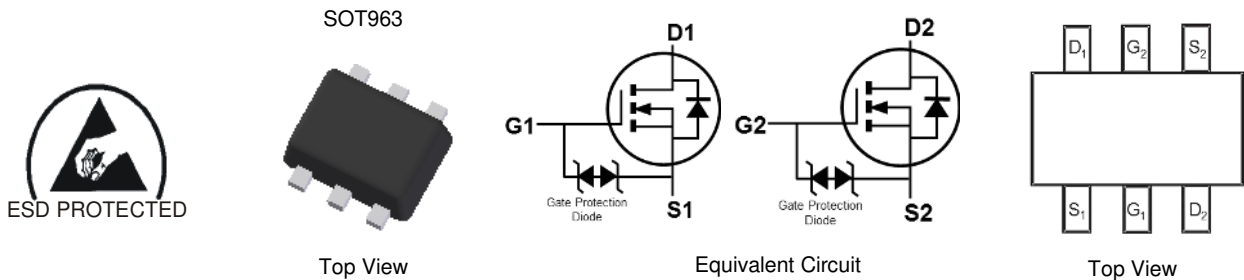 SOT963
ESD PROTECTED
Top View
D1
G1
Gate Protection
Diode
S1
D2
G2
Gate Protection
Diode
S2
Equivalent Circuit
D₁ G₂ S₂
S₁ G₁ D₂
Top View